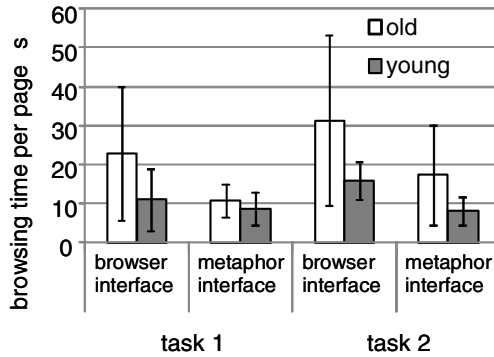 browsing time per page s
60
50
40
30
20
10
0
old
young
browser interface
metaphor interface
browser interface
metaphor interface
task 1
task 2